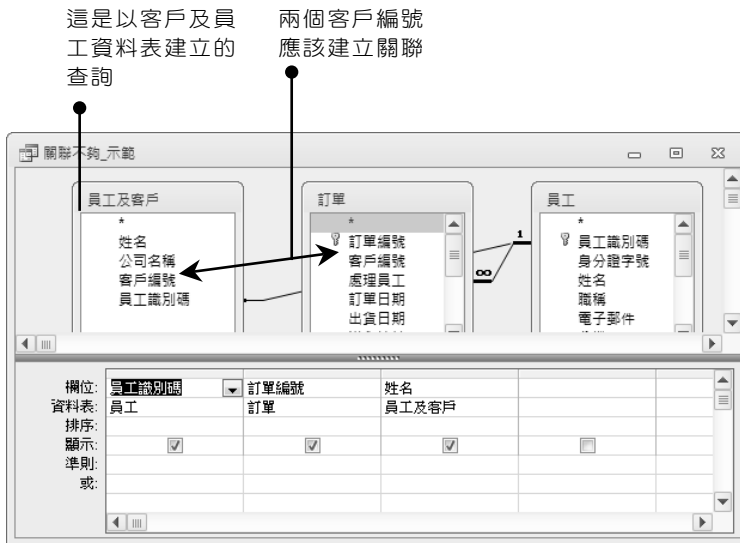 這是以客戶及員
工資料表建立的
查詢
兩個客戶編號
應該建立關聯
關聯不夠_示範
員工及客戶
*
姓名
公司名稱
客戶編號
員工識別碼
訂單
*
訂單編號
客戶編號
處理員工
訂單日期
出貨日期
1
∞
員工
*
員工識別碼
身分證字號
姓名
職稱
電子郵件
欄位: 員工識別碼 訂單編號 姓名
資料表: 員工 訂單 員工及客戶
排序:
顯示:
準則:
或: